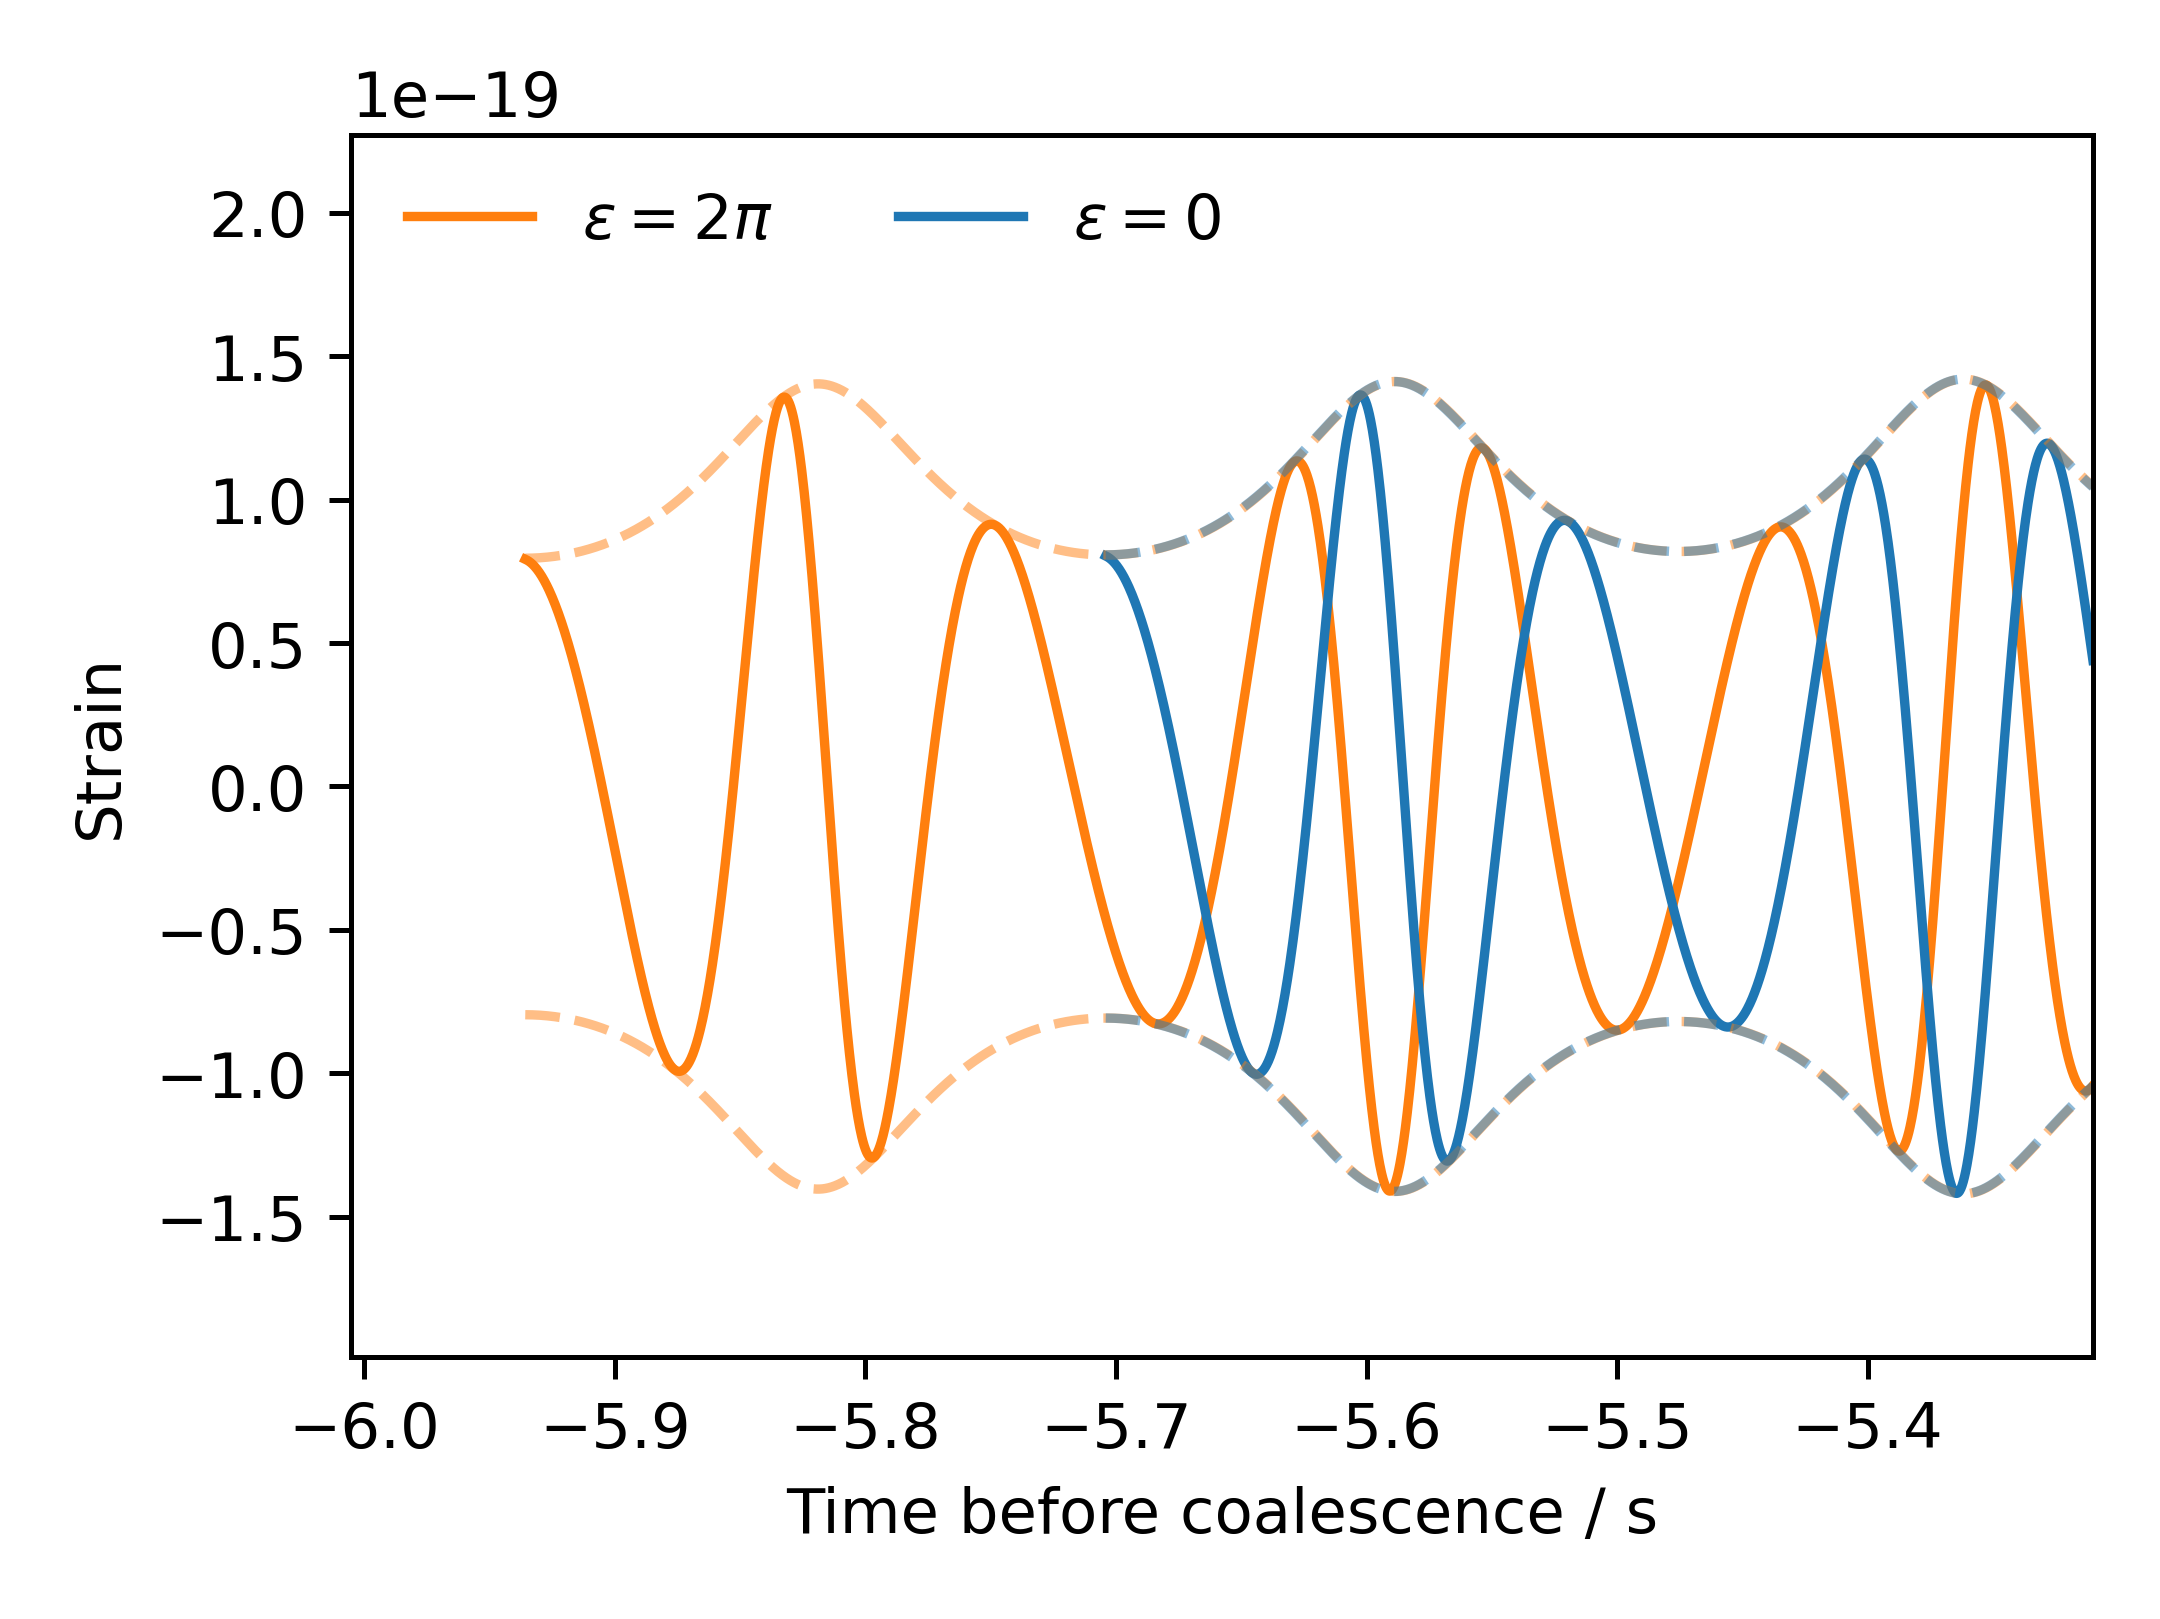 1e−19
ε = 2π ε = 0
2.0
1.5
1.0
0.5
0.0
−0.5
−1.0
−1.5
Strain
−6.0 −5.9 −5.8 −5.7 −5.6 −5.5 −5.4
Time before coalescence / s